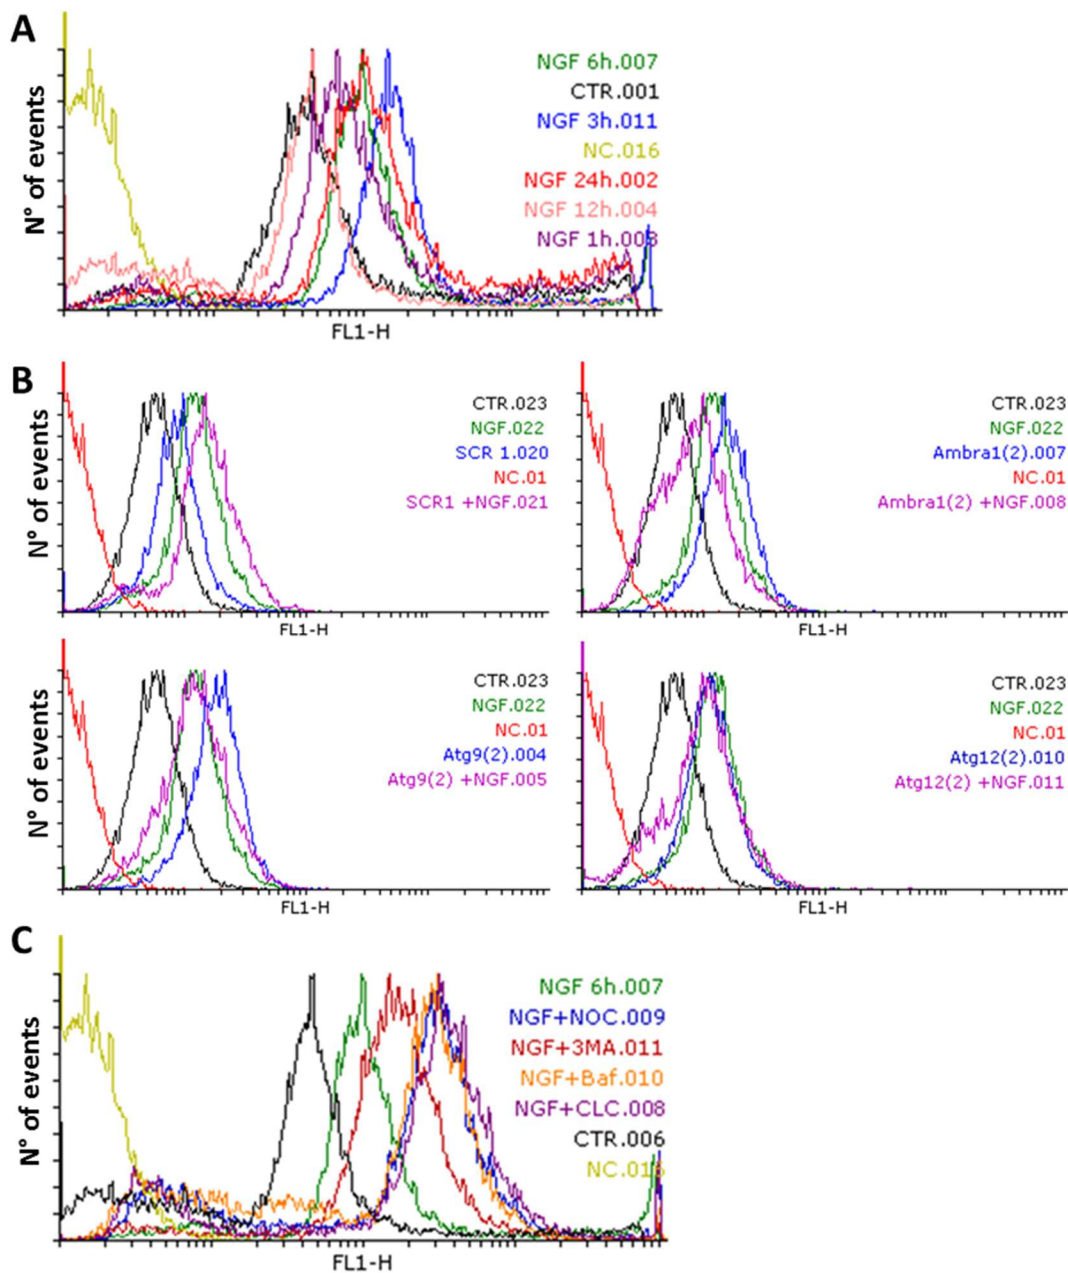 A
N° of events
NGF 6h.007
CTR.001
NGF 3h.011
NC.016
NGF 24h.002
NGF 12h.004
NGF 1h.003
FL1-H
B
N° of events
CTR.023
NGF.022
SCR 1.020
NC.01
SCR1 +NGF.021
FL1-H
CTR.023
NGF.022
Ambra1(2).007
NC.01
Ambra1(2) +NGF.008
FL1-H
N° of events
CTR.023
NGF.022
NC.01
Atg9(2).004
Atg9(2) +NGF.005
FL1-H
CTR.023
NGF.022
NC.01
Atg12(2).010
Atg12(2) +NGF.011
FL1-H
C
N° of events
NGF 6h.007
NGF+NOC.009
NGF+3MA.011
NGF+Baf.010
NGF+CLC.008
CTR.006
FL1-H